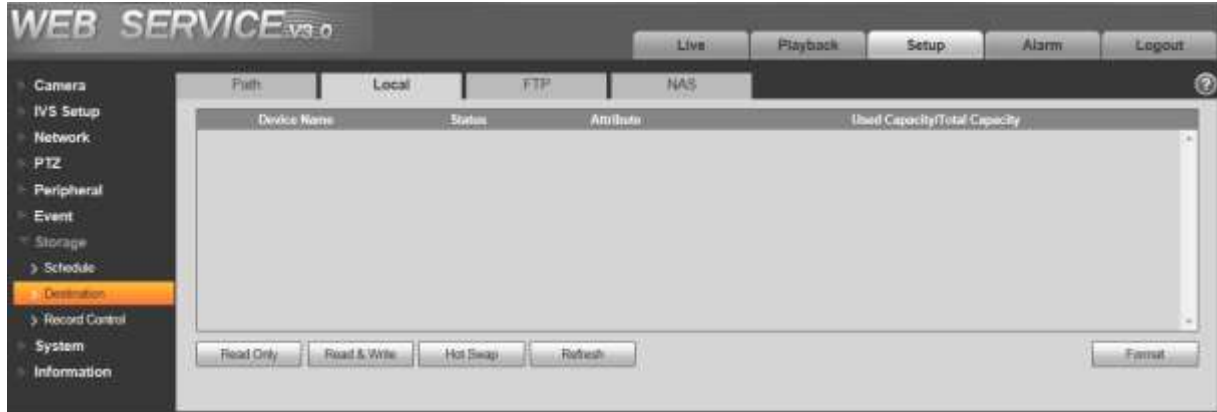 WEB SERVICE V3.0
Live Playback Setup Alarm Logout
Camera
IVS Setup
Network
PTZ
Peripheral
Event
Storage
Schedule
Destination
Record Control
System
Information
Path Local FTP NAS
?
Device Name Status Attribute Used Capacity/Total Capacity
Read Only Read & Write Hot Swap Refresh Format